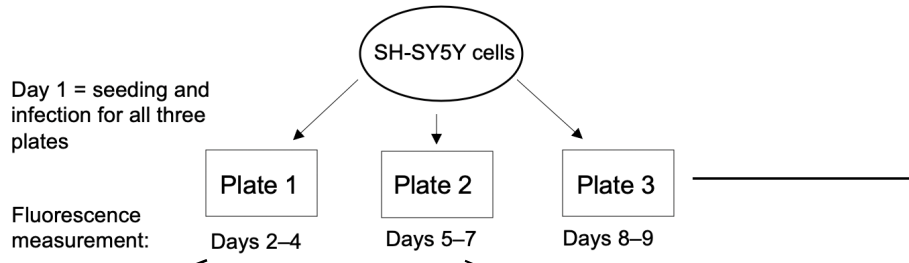 SH-SY5Y cells
Day 1 = seeding and
infection for all three
plates
Plate 1
Plate 2
Plate 3
Fluorescence
measurement:
Days 2–4
Days 5–7
Days 8–9